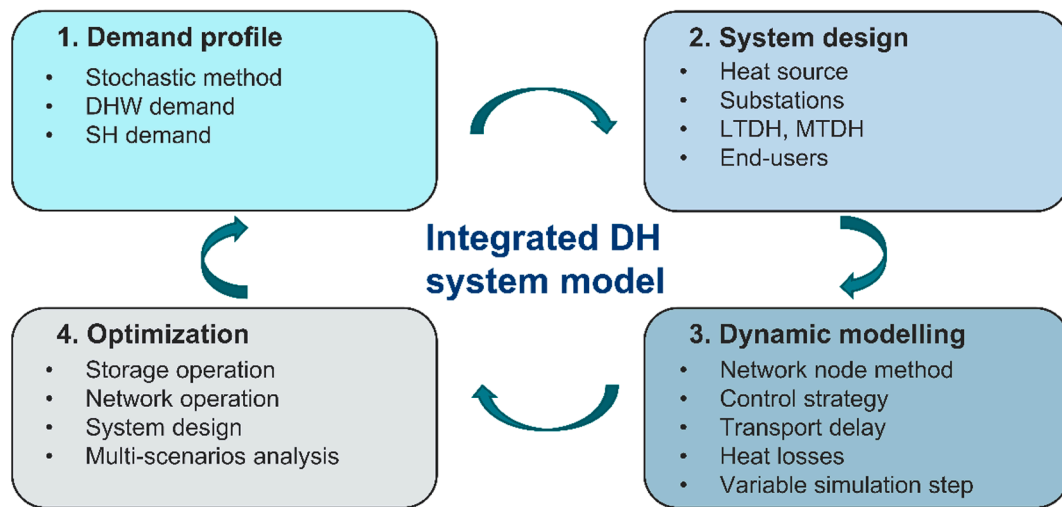 1. Demand profile
• Stochastic method
• DHW demand
• SH demand
2. System design
• Heat source
• Substations
• LTDH, MTDH
• End-users
Integrated DH
system model
4. Optimization
• Storage operation
• Network operation
• System design
• Multi-scenarios analysis
3. Dynamic modelling
• Network node method
• Control strategy
• Transport delay
• Heat losses
• Variable simulation step